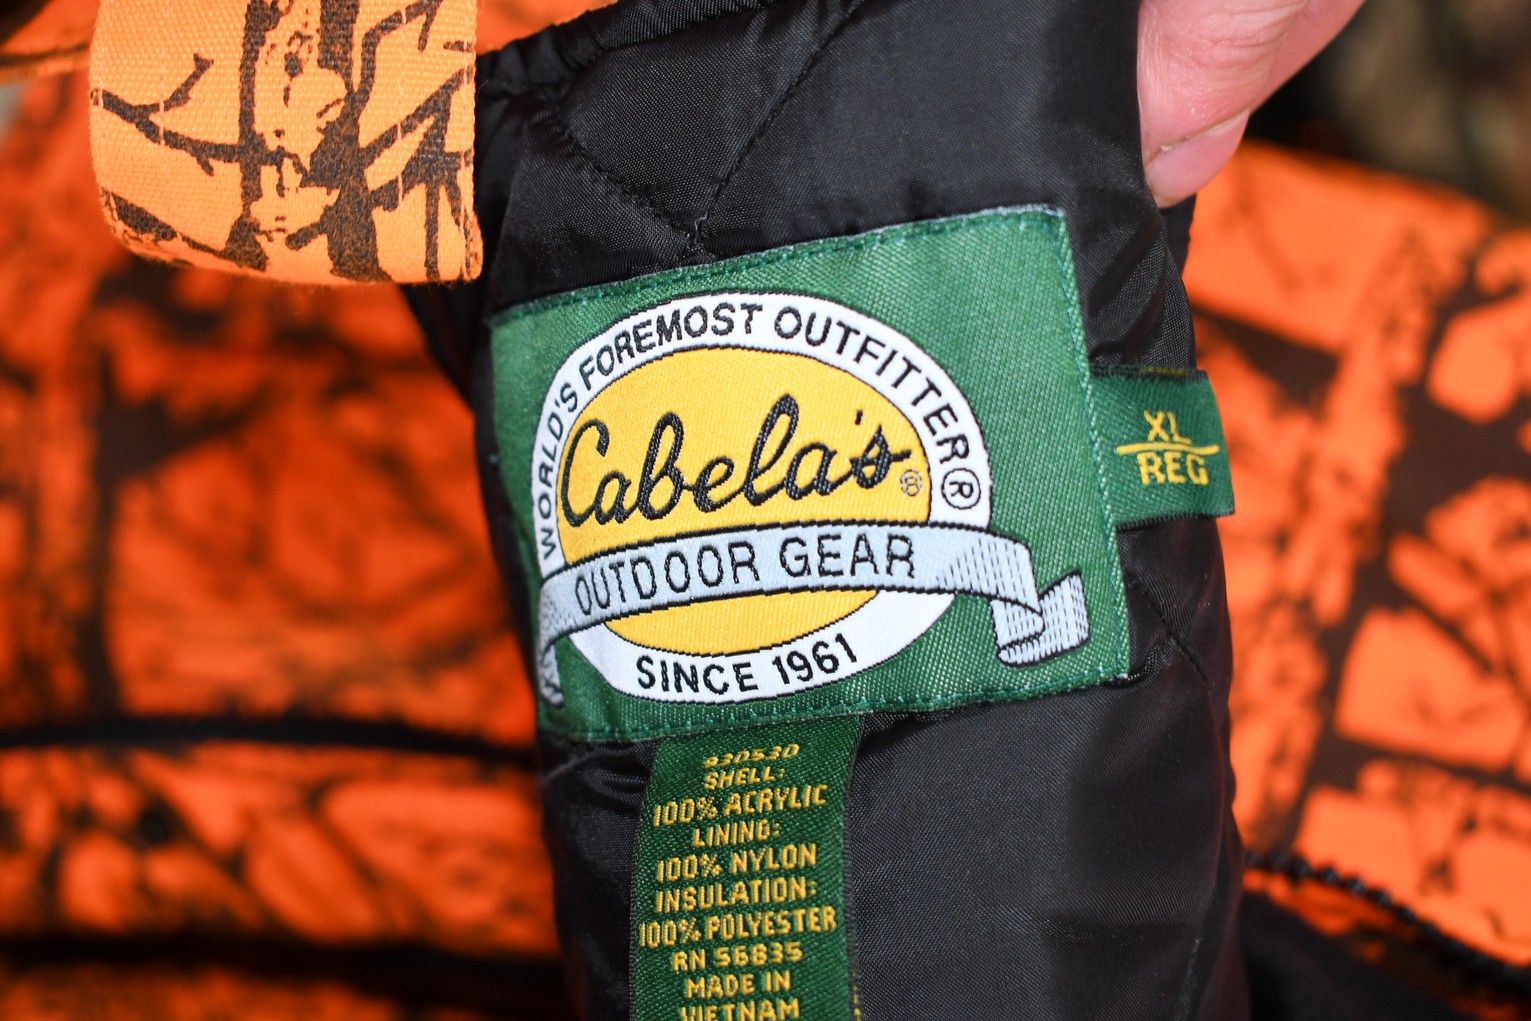 WORLD'S FOREMOST OUTFITTER®
Cabela's®
OUTDOOR GEAR
SINCE 1961
XL
REG
SHELL:
100% ACRYLIC
LINING:
100% NYLON
INSULATION:
100% POLYESTER
RN 56835
MADE IN
VIETNAM